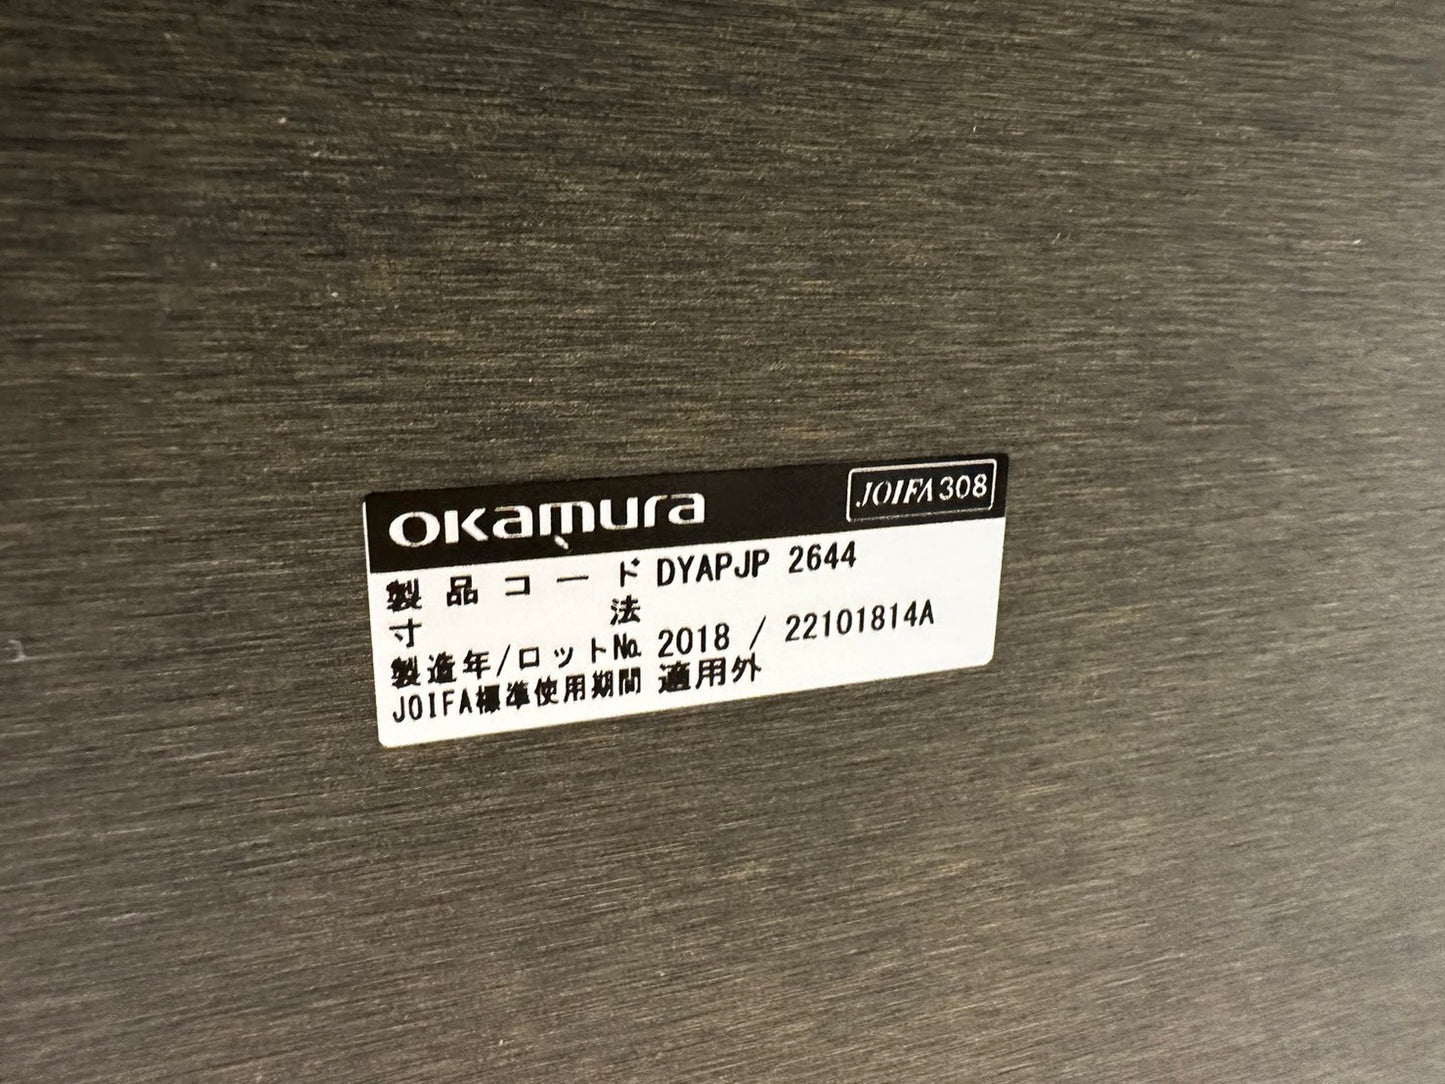 okamura JOIFA308
製品コード DYAPJP 2644
寸法
製造年/ロットNo. 2018 / 22101814A
JOIFA標準使用期間 適用外